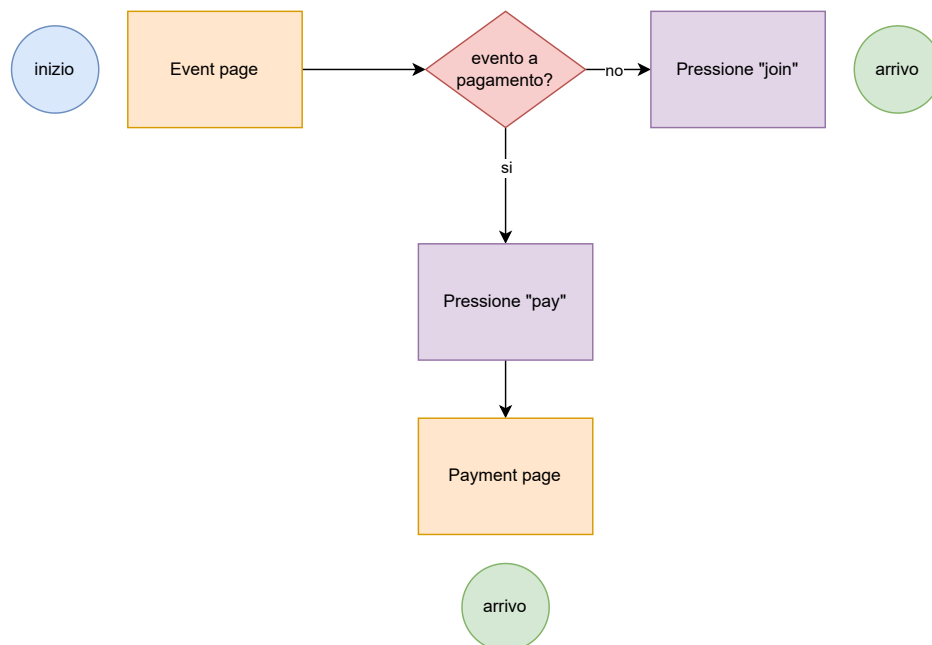 inizio
Event page
evento a
pagamento?
no
Pressione "join"
arrivo
si
Pressione "pay"
Payment page
arrivo